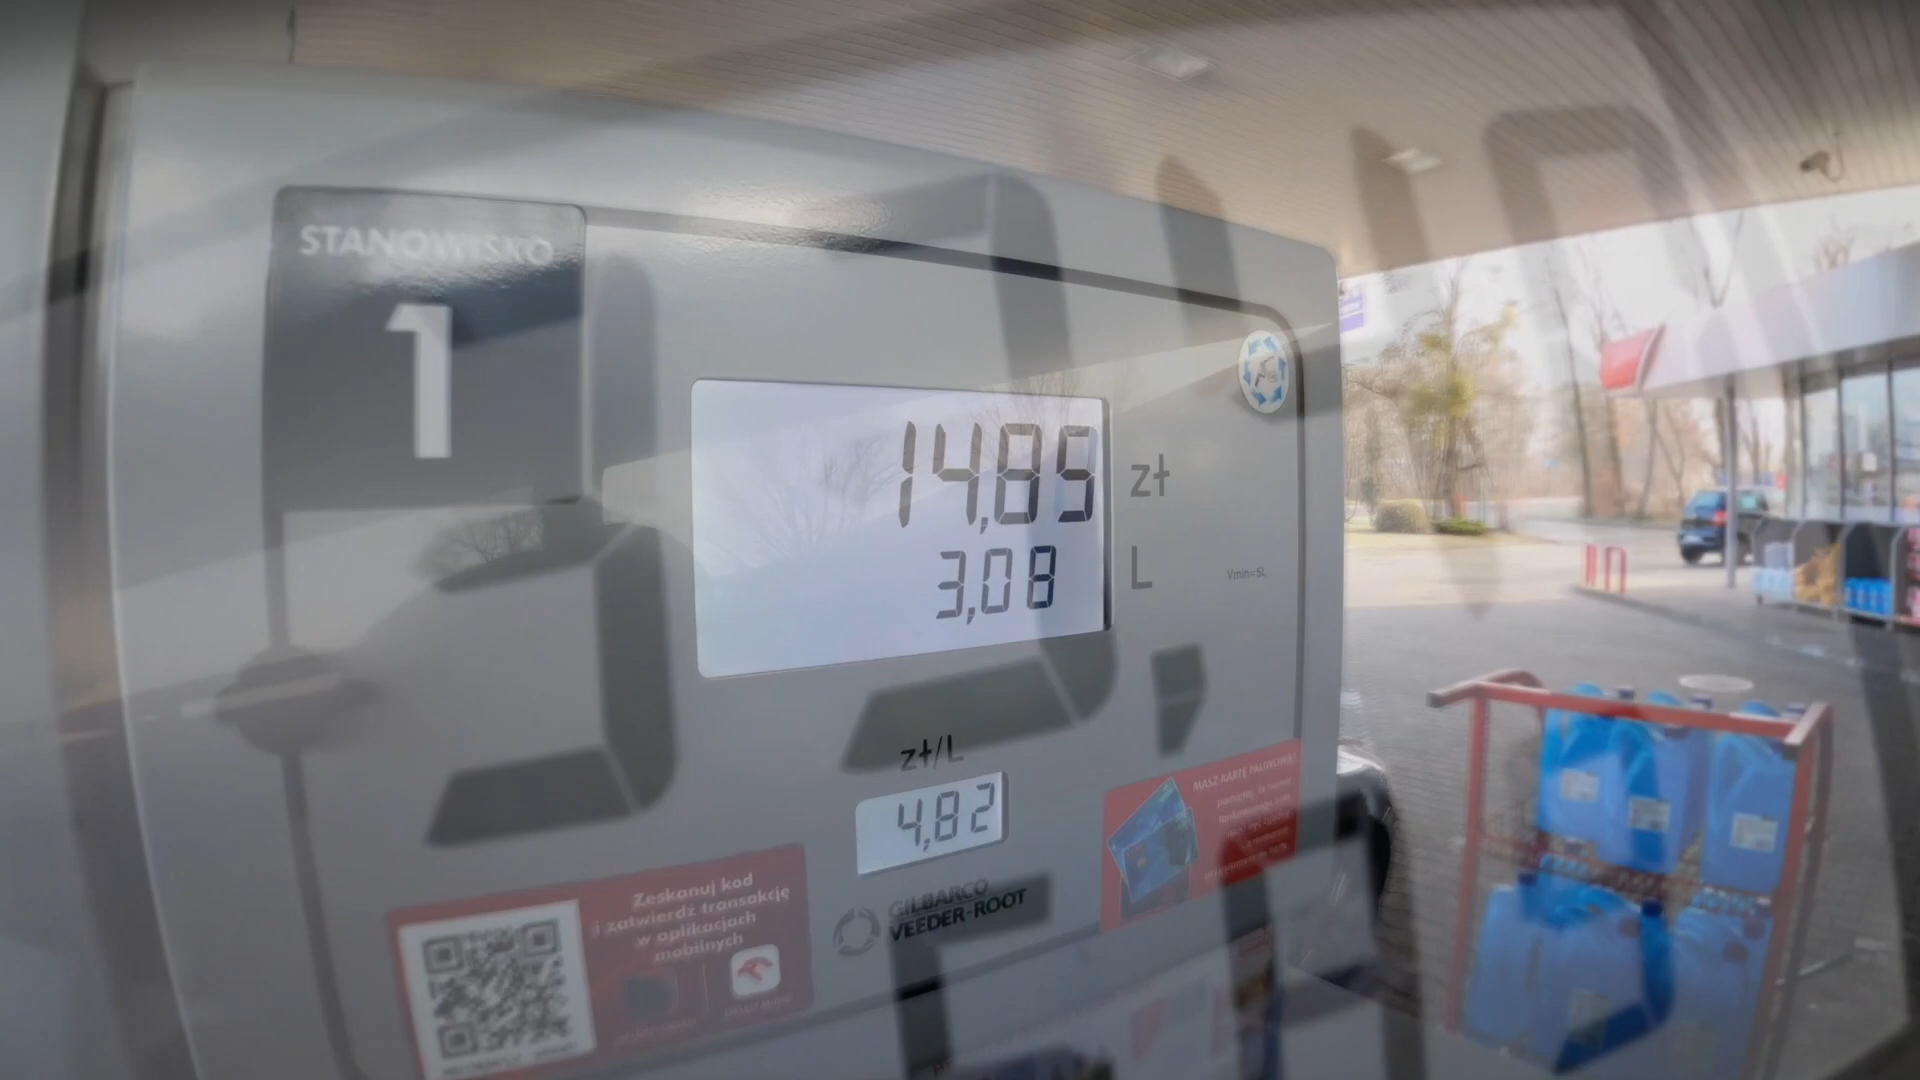 STANOWISKO
1
14,85 zł
3,08 L
Vmin=5L
zł/L
4,82
GILBARCO
VEEDER-ROOT
MASZ KARTĘ PALIWOWĄ?
Zeskanuj kod
i zatwierdź transakcję
w aplikacjach
mobilnych